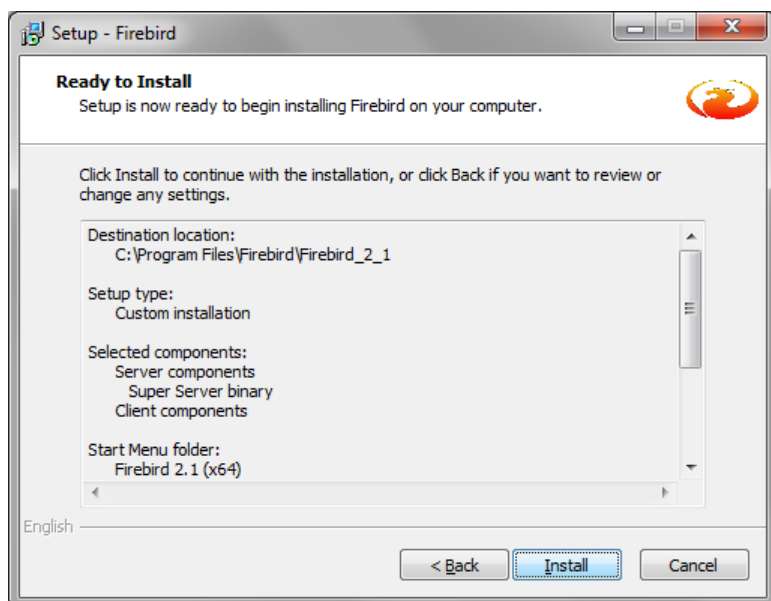 Setup - Firebird
Ready to Install
Setup is now ready to begin installing Firebird on your computer.
Click Install to continue with the installation, or click Back if you want to review or
change any settings.
Destination location:
C:\Program Files\Firebird\Firebird_2_1
Setup type:
Custom installation
Selected components:
Server components
Super Server binary
Client components
Start Menu folder:
Firebird 2.1 (x64)
English
< Back
Install
Cancel